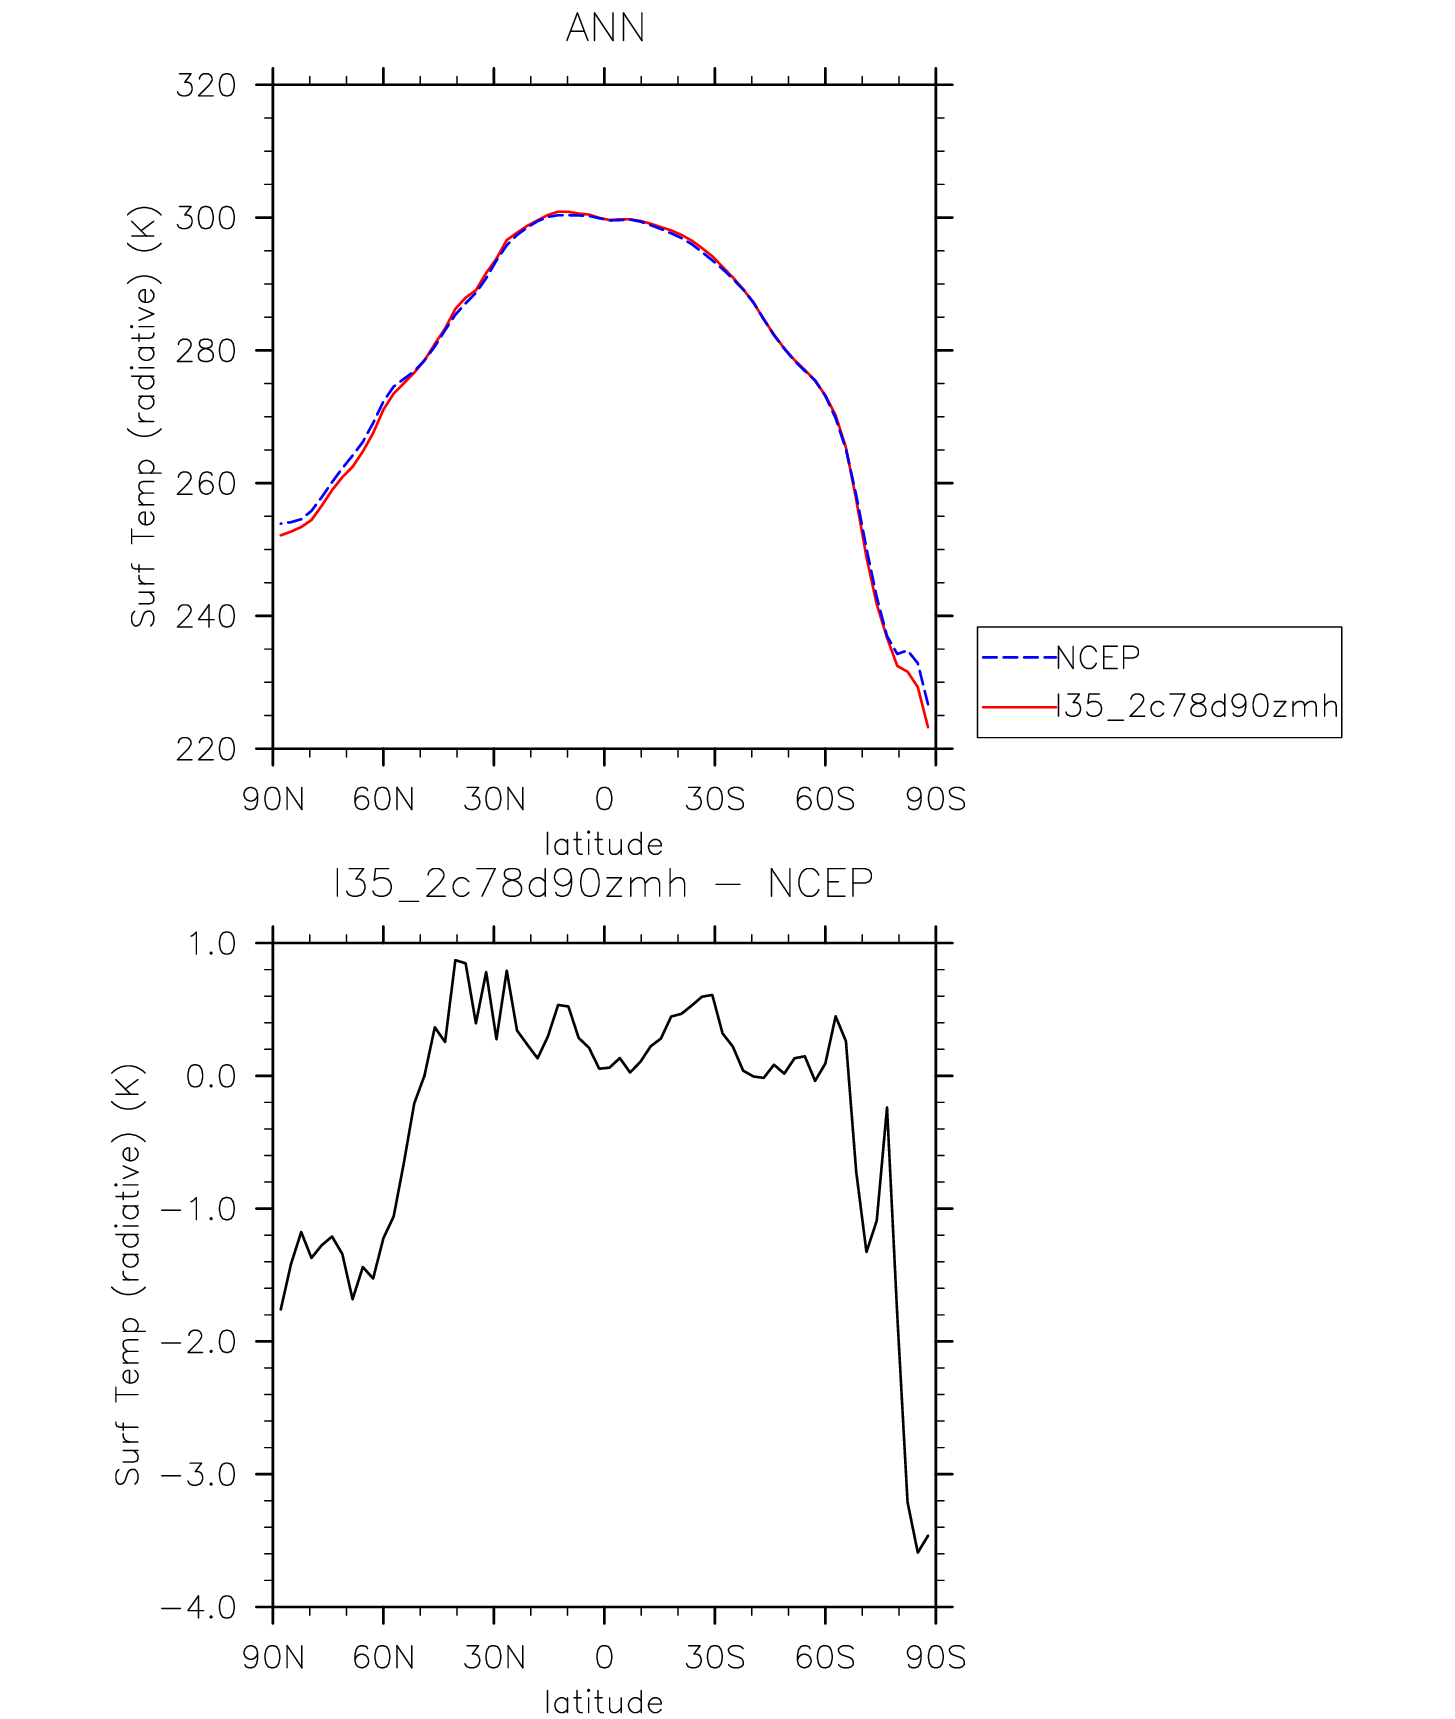 ANN
320
300
280
260
240
220
Surf Temp (radiative) (K)
90N 60N 30N 0 30S 60S 90S
latitude
NCEP
I35_2c78d90zmh
I35_2c78d90zmh − NCEP
1.0
0.0
−1.0
−2.0
−3.0
−4.0
Surf Temp (radiative) (K)
90N 60N 30N 0 30S 60S 90S
latitude